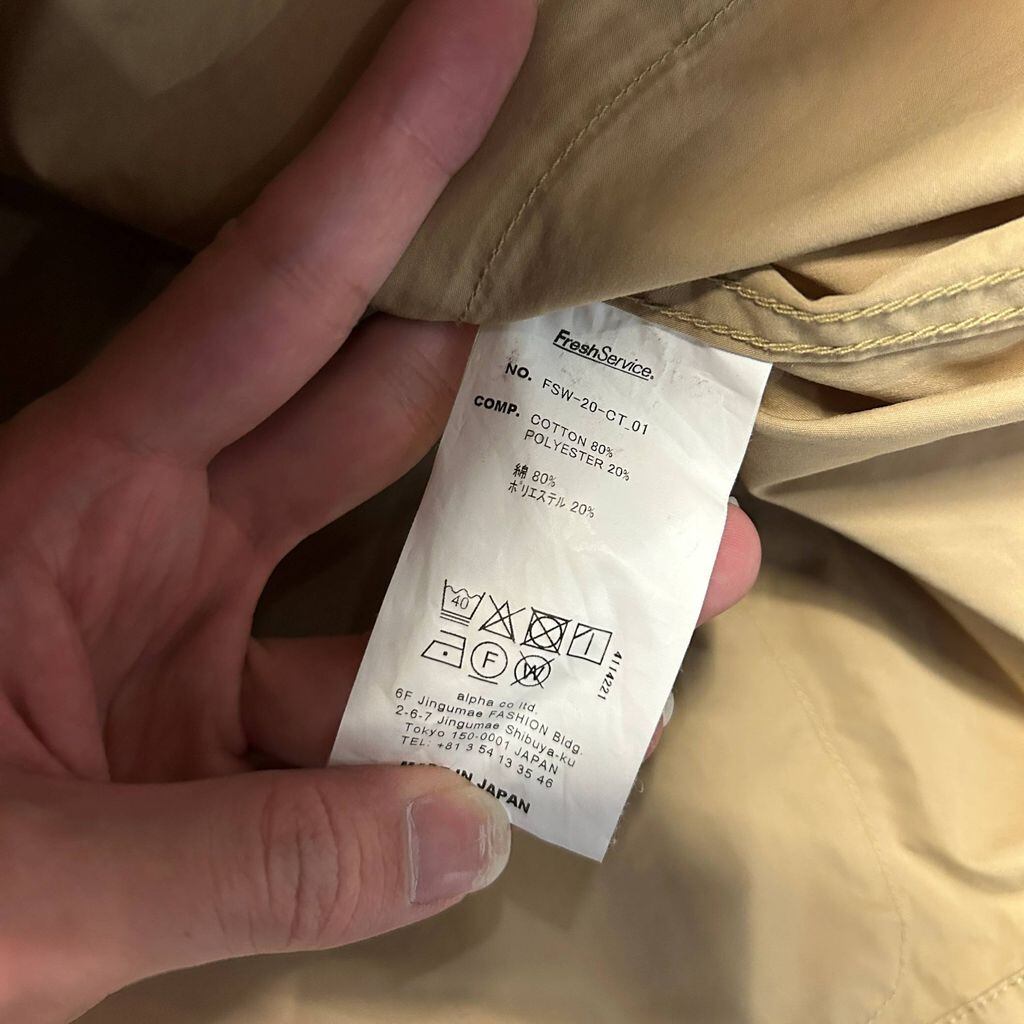 FreshService.
NO. FSW-20-CT_01
COMP. COTTON 80%
POLYESTER 20%
綿 80%
ポリエステル 20%
40
F
W
4114221
alpha co ltd.
6F Jingumae FASHION Bldg.
2-6-7 Jingumae Shibuya-ku
Tokyo 150-0001 JAPAN
TEL: +81 3 54 13 35 46
MADE IN JAPAN